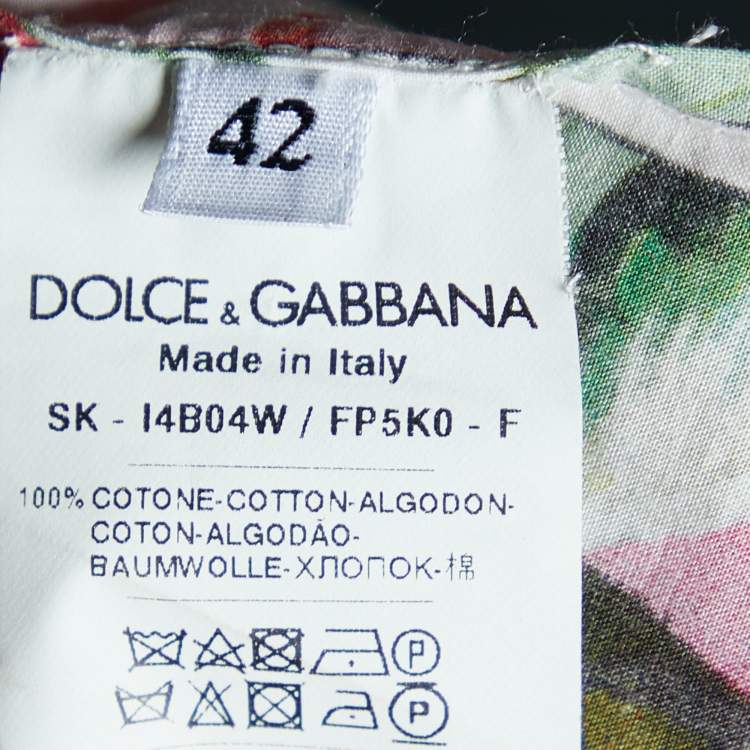 42
DOLCE & GABBANA
Made in Italy
SK - I4B04W / FP5K0 - F
100% COTONE-COTTON-ALGODON-
COTON-ALGODÃO-
BAUMWOLLE-ХЛОПОК-棉
P
P